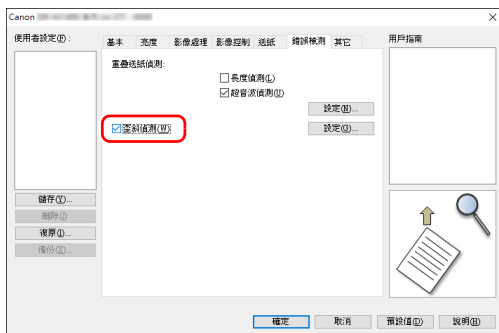 Canon
使用者設定(F):
基本 亮度 影像處理 影像控制 送紙 錯誤檢測 其它
用戶指南
重疊送紙偵測:
長度偵測(L)
超音波偵測(U)
設定(N)...
歪斜偵測(W)
設定(O)...
儲存(V)...
刪除(I)
復原(J)...
備份(K)...
確定 取消 預設值(D) 說明(H)